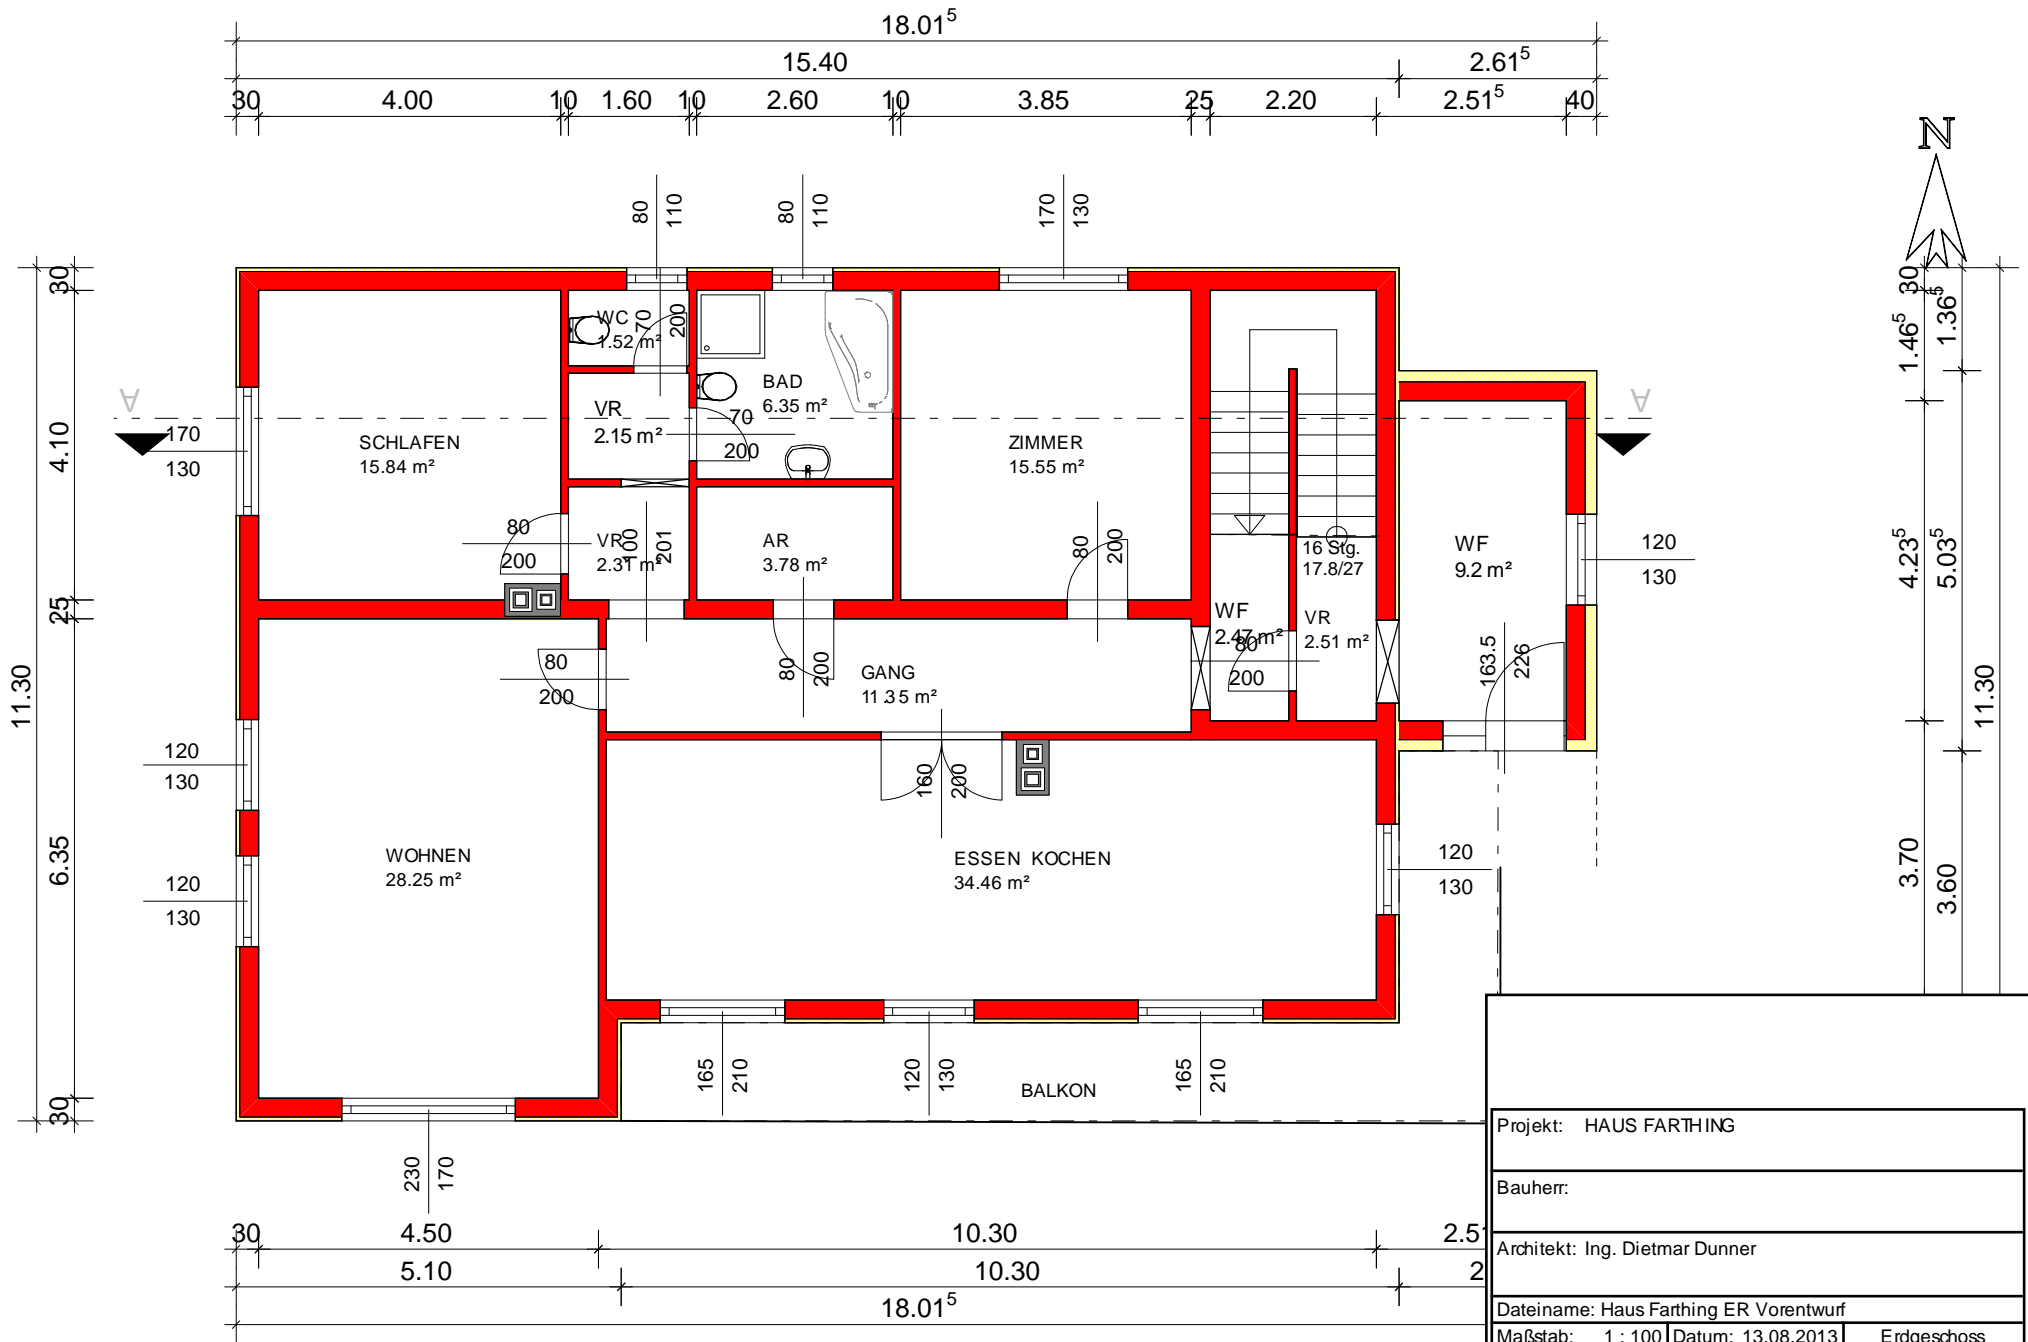 18.01⁵
15.40
2.61⁵
30 4.00 10 1.60 10 2.60 10 3.85 25 2.20 2.51⁵ 40
N
80
110
80
110
170
130
30
4.10
25
6.35
30
11.30
30
1.46⁵
1.36⁵
4.23⁵
5.03⁵
11.30
3.70
3.60
A
A
WC
1.52 m²
70
200
BAD
6.35 m²
VR
2.15 m²
70
200
SCHLAFEN
15.84 m²
170
130
ZIMMER
15.55 m²
80
200
VR
2.31 m²
100
201
AR
3.78 m²
80
200
16 Stg.
17.8/27
WF
9.2 m²
120
130
WF
2.47 m²
80
200
VR
2.51 m²
163.5
226
80
200
80
200
GANG
11.35 m²
120
130
160
200
WOHNEN
28.25 m²
ESSEN KOCHEN
34.46 m²
120
130
120
130
165
210
120
130
165
210
BALKON
230
170
30 4.50 10.30 2.5
5.10 10.30 2
18.01⁵
Projekt: HAUS FARTHING
Bauherr:
Architekt: Ing. Dietmar Dunner
Dateiname: Haus Farthing ER Vorentwurf
Maßstab: 1 : 100 Datum: 13.08.2013 Erdgeschoss